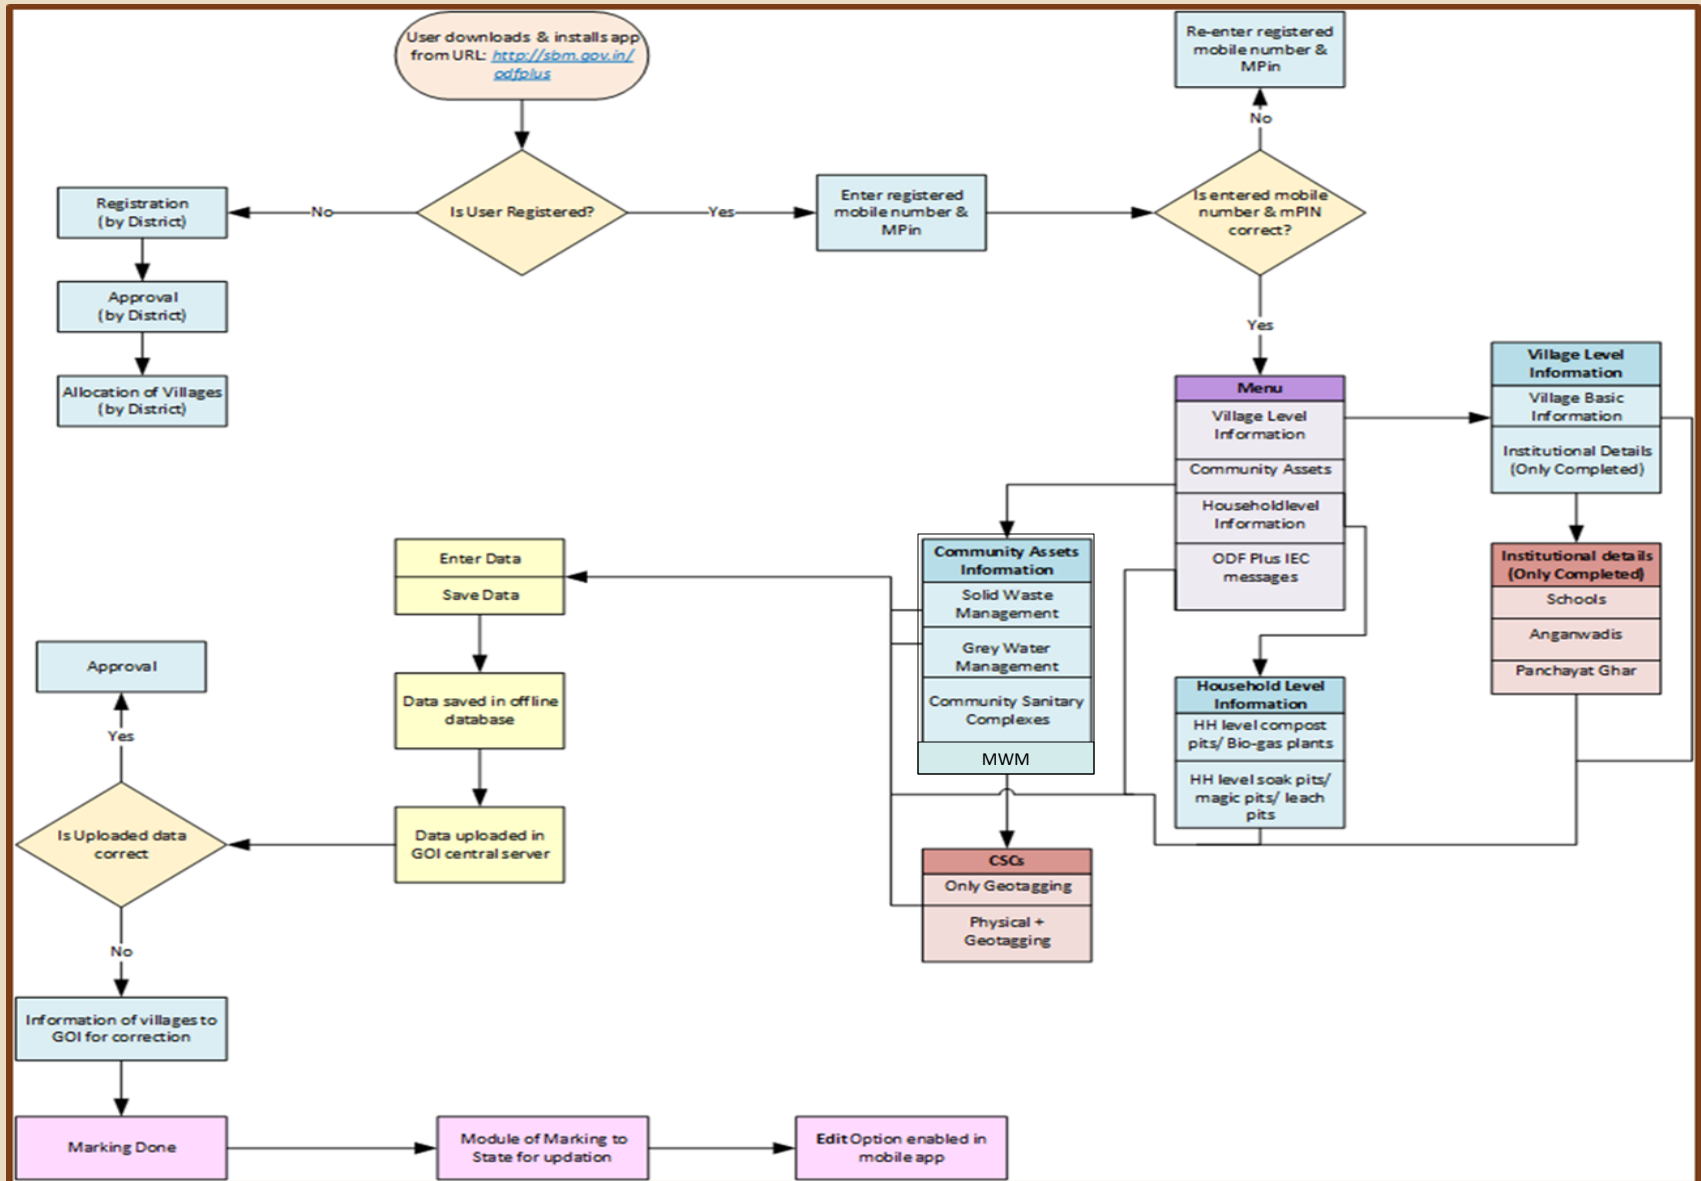 User downloads & installs app
from URL: http://sbm.gov.in/
odfplus
Re-enter registered
mobile number &
MPin
No
Registration
(by District)
No
Is User Registered?
Yes
Enter registered
mobile number &
MPin
Is entered mobile
number & mPIN
correct?
Approval
(by District)
Yes
Allocation of Villages
(by District)
Menu
Village Level
Information
Community Assets
Householdlevel
Information
ODF Plus IEC
messages
Village Level
Information
Village Basic
Information
Institutional Details
(Only Completed)
Institutional details
(Only Completed)
Schools
Anganwadis
Panchayat Ghar
Community Assets
Information
Solid Waste
Management
Grey Water
Management
Community Sanitary
Complexes
MWM
Household Level
Information
HH level compost
pits/ Bio-gas plants
HH level soak pits/
magic pits/ leach
pits
CSCs
Only Geotagging
Physical +
Geotagging
Enter Data
Save Data
Data saved in offline
database
Data uploaded in
GOI central server
Approval
Yes
Is Uploaded data
correct
No
Information of villages to
GOI for correction
Marking Done
Module of Marking to
State for updation
Edit Option enabled in
mobile app